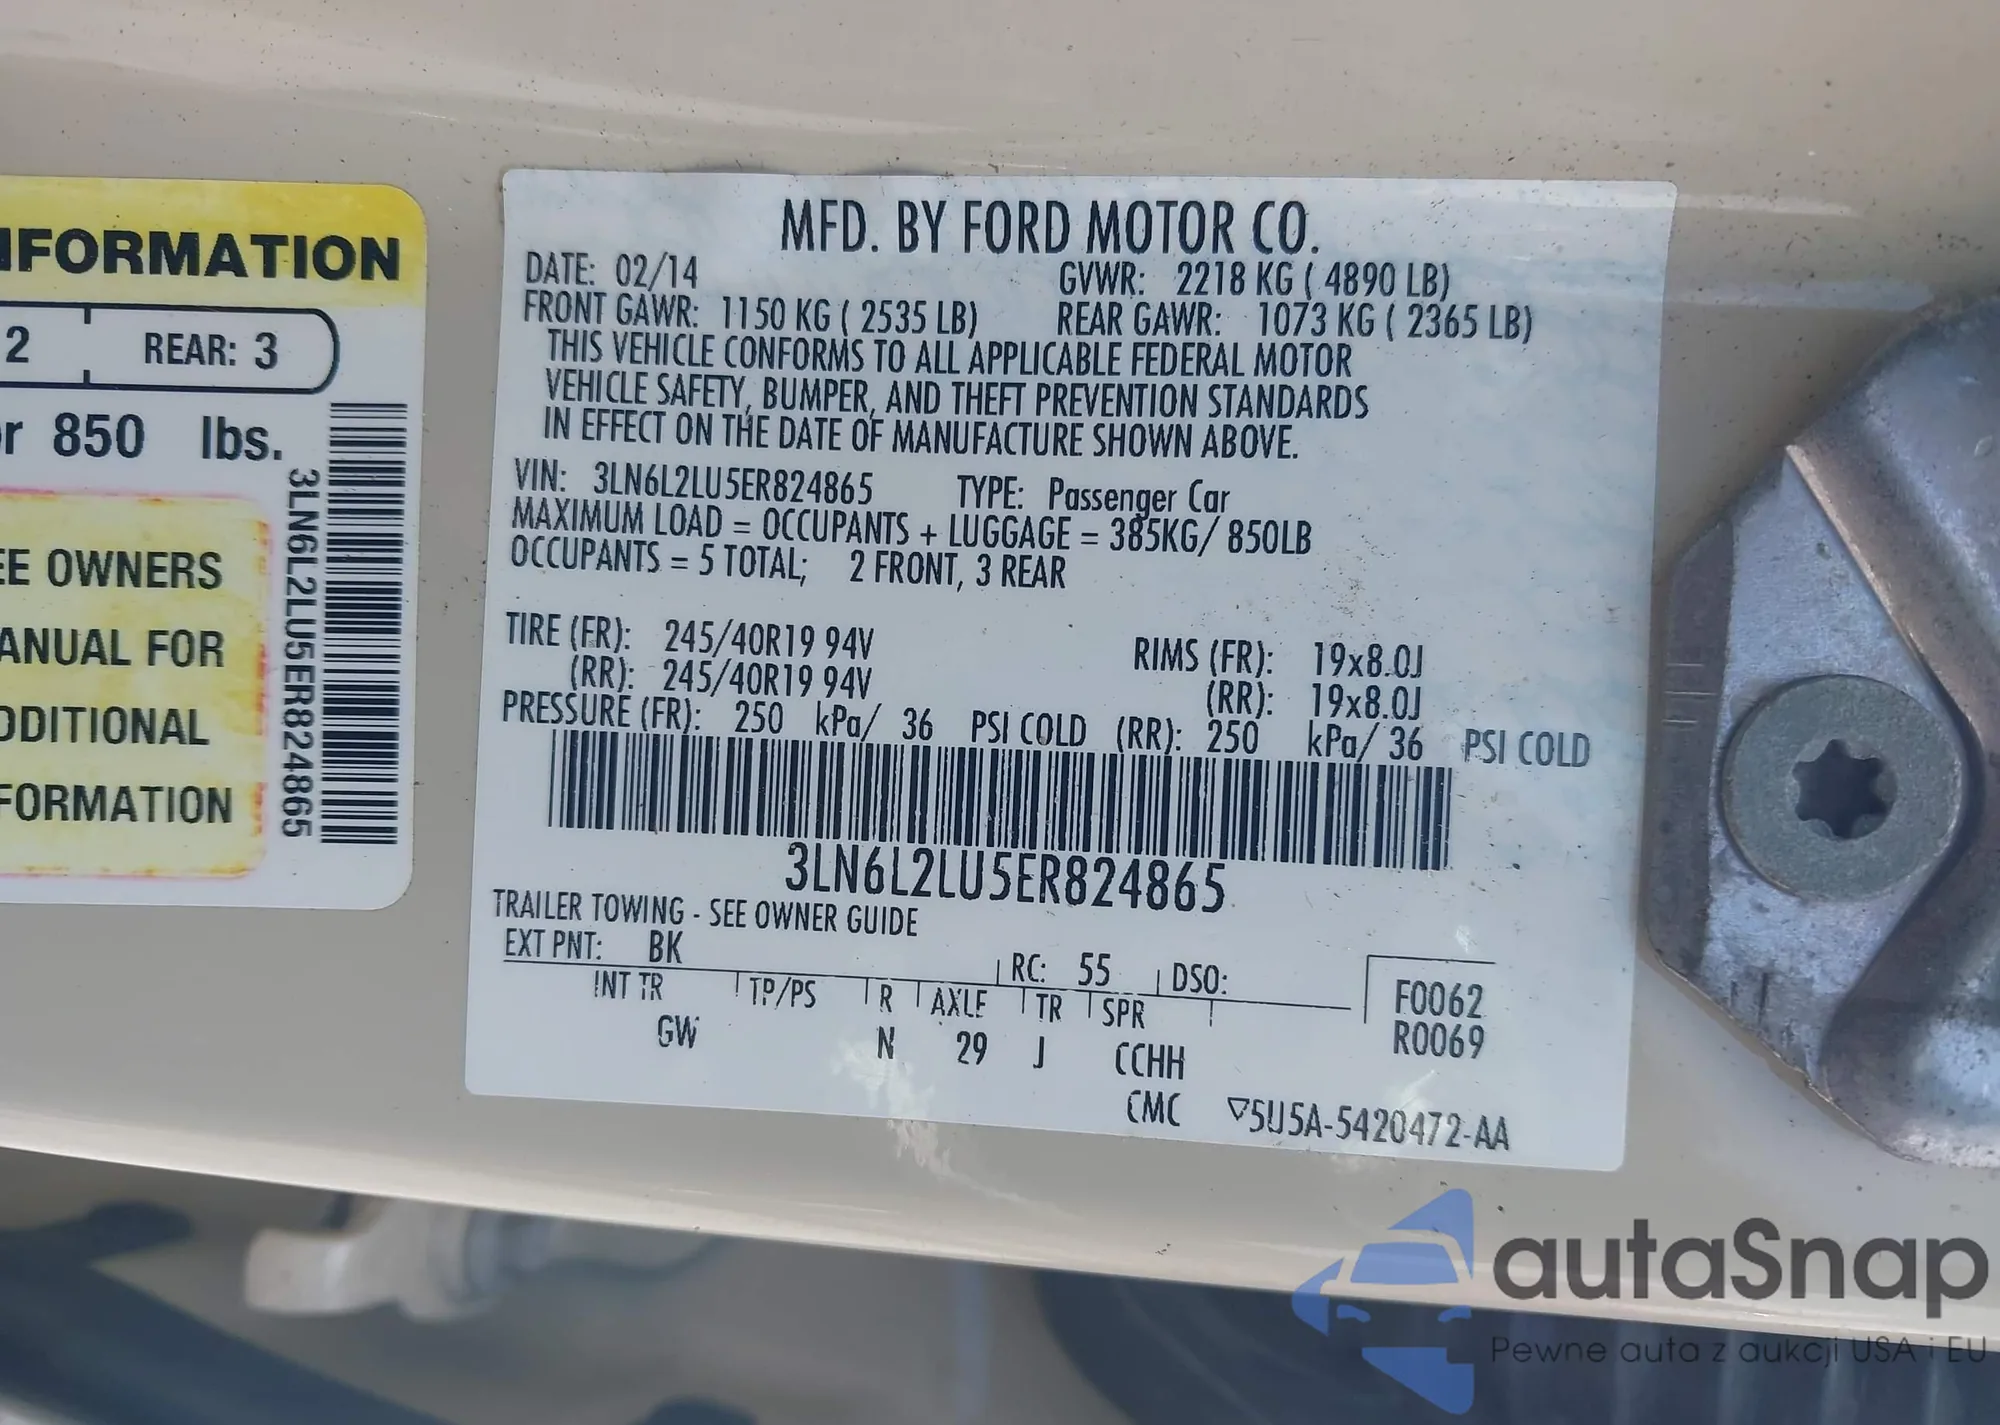 INFORMATION
2 REAR: 3
or 850 lbs.
3LN6L2LU5ER824865
EE OWNERS
ANUAL FOR
DDITIONAL
FORMATION
MFD. BY FORD MOTOR CO.
DATE: 02/14 GVWR: 2218 KG ( 4890 LB)
FRONT GAWR: 1150 KG ( 2535 LB) REAR GAWR: 1073 KG ( 2365 LB)
THIS VEHICLE CONFORMS TO ALL APPLICABLE FEDERAL MOTOR
VEHICLE SAFETY, BUMPER, AND THEFT PREVENTION STANDARDS
IN EFFECT ON THE DATE OF MANUFACTURE SHOWN ABOVE.
VIN: 3LN6L2LU5ER824865 TYPE: Passenger Car
MAXIMUM LOAD = OCCUPANTS + LUGGAGE = 385KG/ 850LB
OCCUPANTS = 5 TOTAL; 2 FRONT, 3 REAR
TIRE (FR): 245/40R19 94V RIMS (FR): 19x8.0J
(RR): 245/40R19 94V (RR): 19x8.0J
PRESSURE (FR): 250 kPa/ 36 PSI COLD (RR): 250 kPa/ 36 PSI COLD
3LN6L2LU5ER824865
TRAILER TOWING - SEE OWNER GUIDE
EXT PNT: BK RC: 55 DSO:
INT TR TP/PS R AXLE TR SPR F0062
GW N 29 J CCHH R0069
CMC ▽5U5A-5420472-AA
autaSnap
Pewne auta z aukcji USA i EU